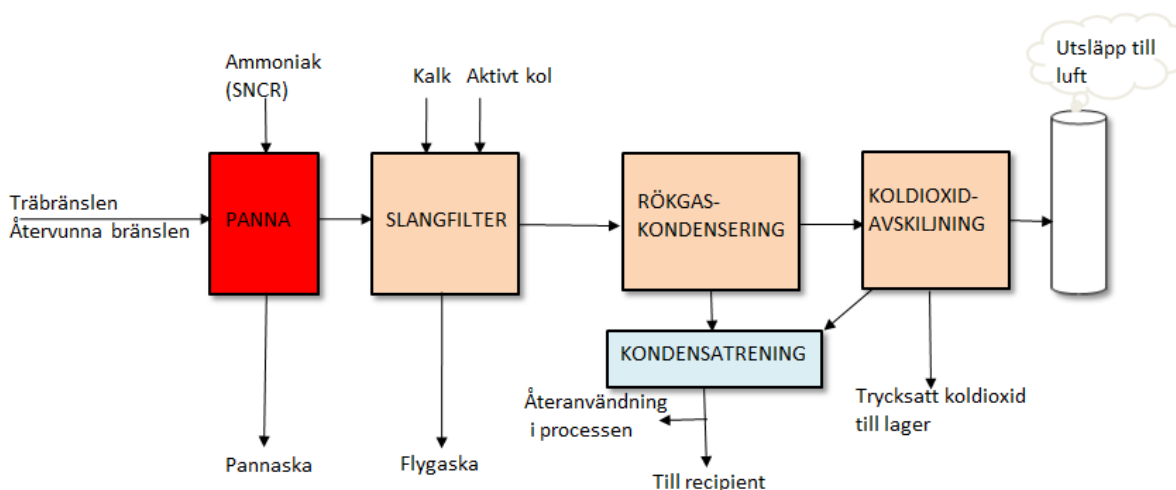 Utsläpp till
luft
Ammoniak
(SNCR)
Kalk
Aktivt kol
Träbränslen
Återvunna bränslen
PANNA
SLANGFILTER
RÖKGAS-
KONDENSERING
KOLDIOXID-
AVSKILJNING
KONDENSATRENING
Återanvändning
i processen
Trycksatt koldioxid
till lager
Pannaska
Flygaska
Till recipient